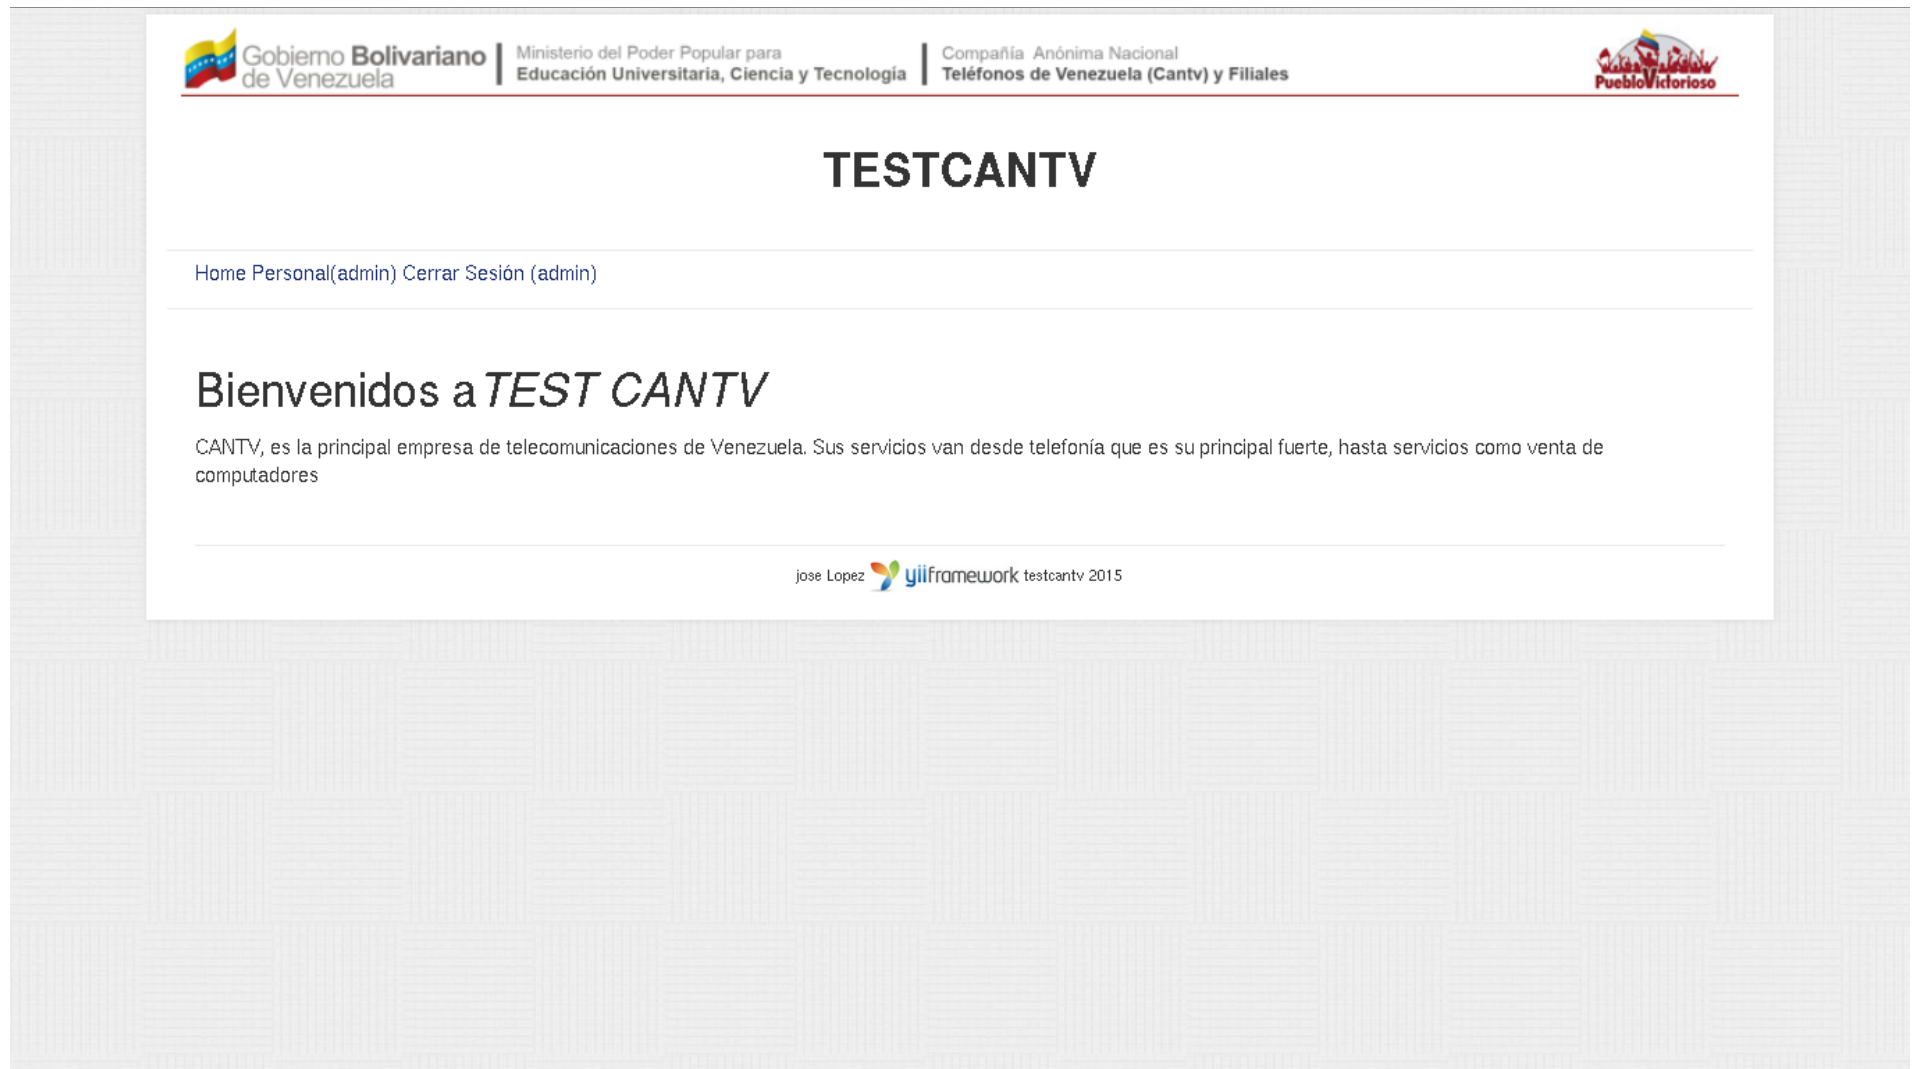 Gobierno Bolivariano
de Venezuela
Ministerio del Poder Popular para
Educación Universitaria, Ciencia y Tecnología
Compañía Anónima Nacional
Teléfonos de Venezuela (Cantv) y Filiales
PuebloVictorioso
TESTCANTV
Home Personal(admin) Cerrar Sesión (admin)
Bienvenidos a TEST CANTV
CANTV, es la principal empresa de telecomunicaciones de Venezuela. Sus servicios van desde telefonía que es su principal fuerte, hasta servicios como venta de
computadores
jose Lopez yiiframework testcantv 2015